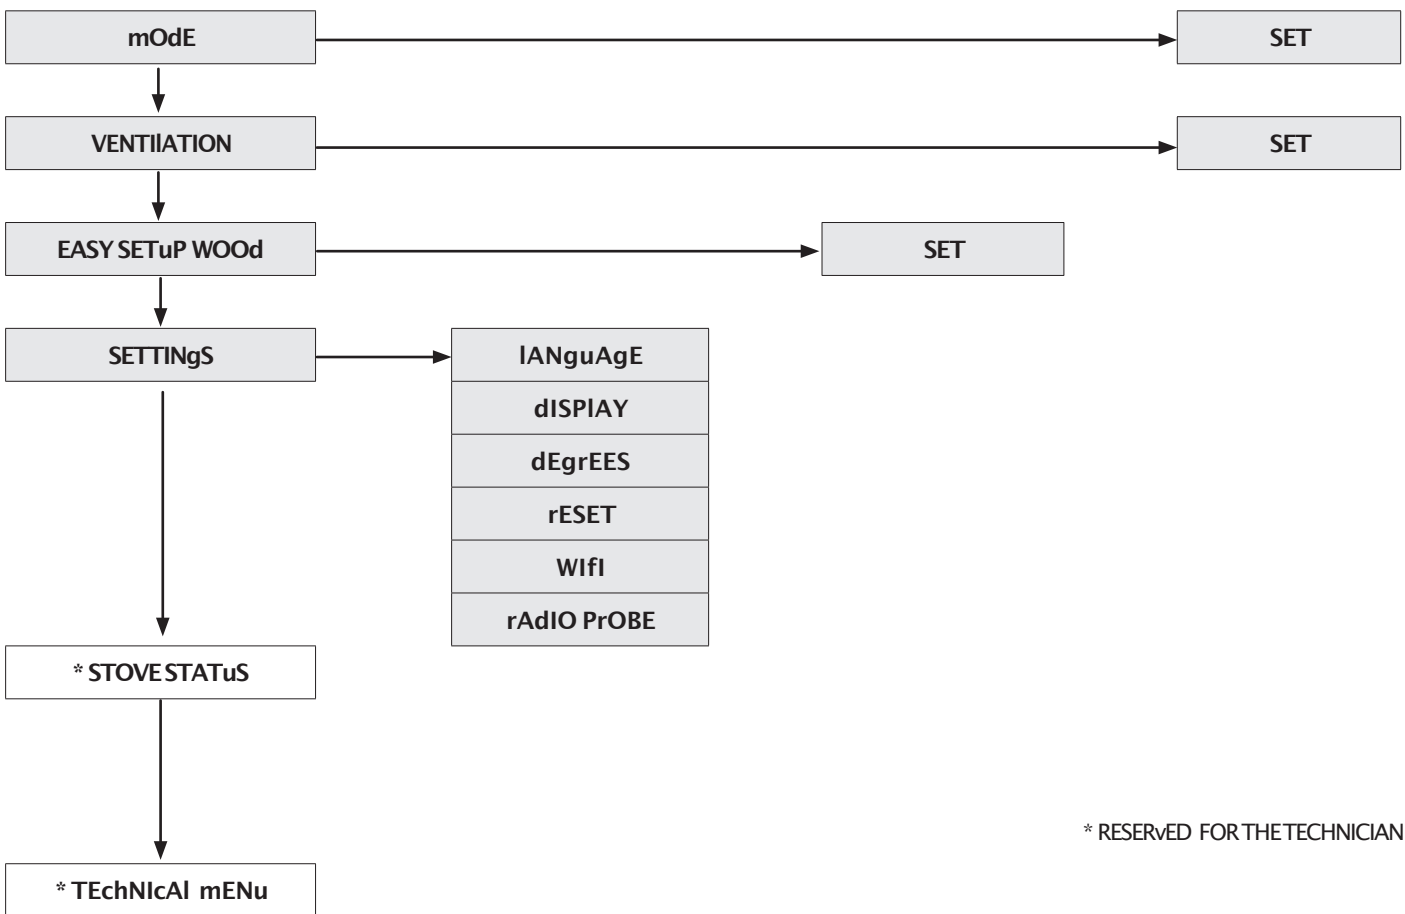 mOdE
SET
VENTIlATION
SET
EASY SETuP WOOd
SET
SETTINgS
lANguAgE
dISPlAY
dEgrEES
rESET
WIfI
rAdIO PrOBE
* STOVE STATuS
* RESERvED FOR THE TECHNICIAN
* TEchNIcAl mENu